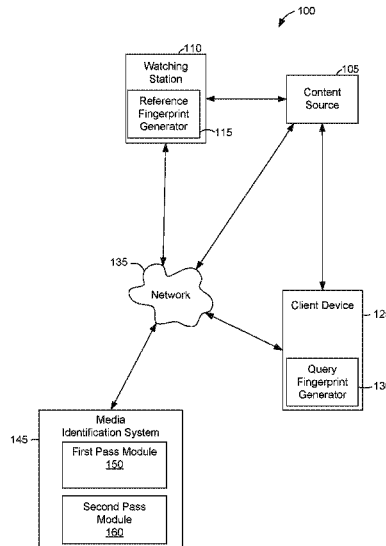 100
110
Watching
Station
Reference
Fingerprint
Generator
115
105
Content
Source
135
Network
Client Device
Query
Fingerprint
Generator
145
Media
Identification System
First Pass Module
150
Second Pass
Module
160